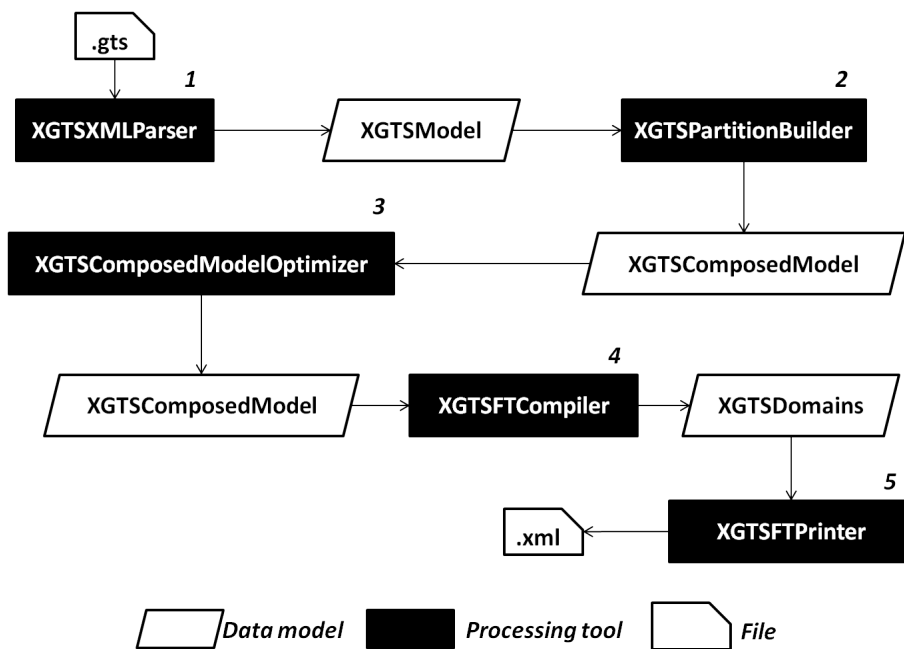 .gts
1
2
XGTSXMLParser
XGTSModel
XGTSPartitionBuilder
3
XGTSComposedModelOptimizer
XGTSComposedModel
4
XGTSComposedModel
XGTSFTCompiler
XGTSDomains
5
.xml
XGTSFTPrinter
Data model
Processing tool
File